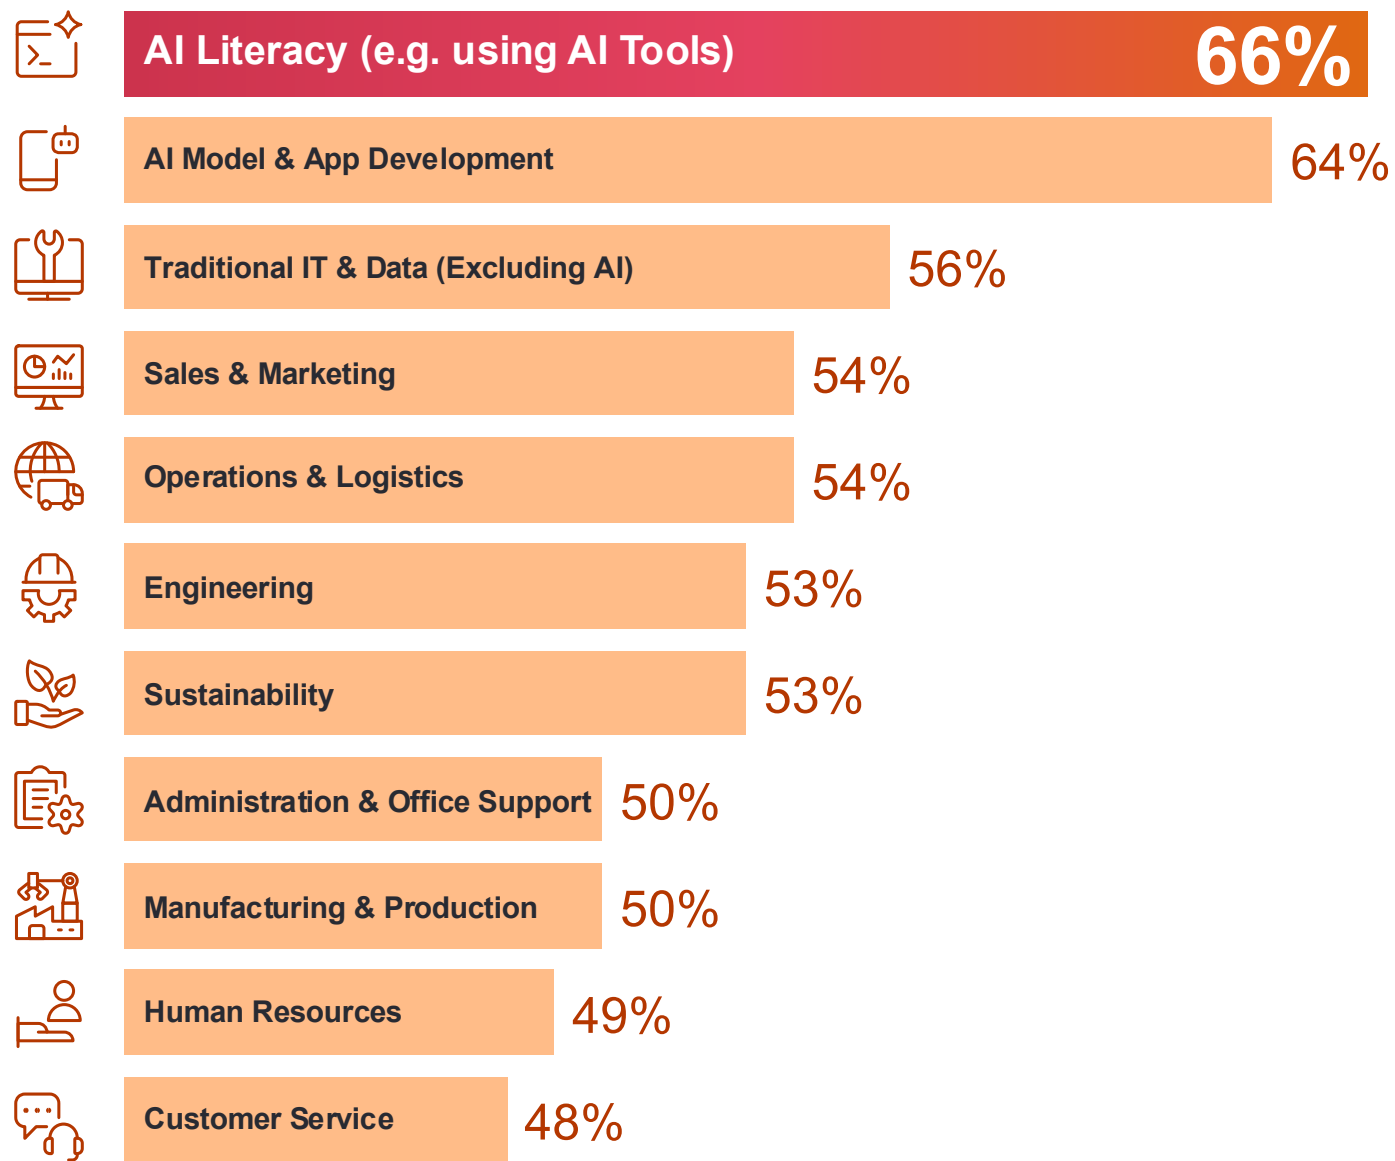 AI Literacy (e.g. using AI Tools) 66%
AI Model & App Development 64%
Traditional IT & Data (Excluding AI) 56%
Sales & Marketing 54%
Operations & Logistics 54%
Engineering 53%
Sustainability 53%
Administration & Office Support 50%
Manufacturing & Production 50%
Human Resources 49%
Customer Service 48%